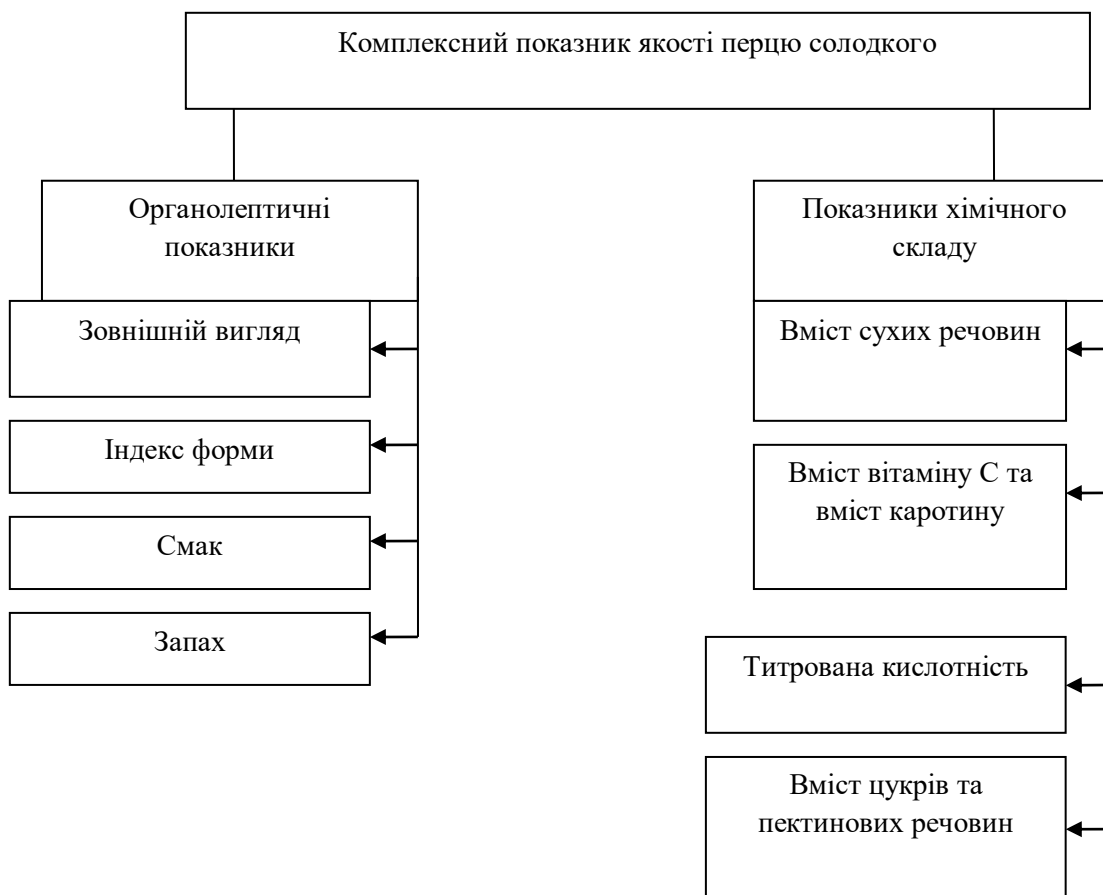 Комплексний показник якості перцю солодкого
Органолептичні
показники
Зовнішній вигляд
Індекс форми
Смак
Запах
Показники хімічного
складу
Вміст сухих речовин
Вміст вітаміну С та
вміст каротину
Титрована кислотність
Вміст цукрів та
пектинових речовин